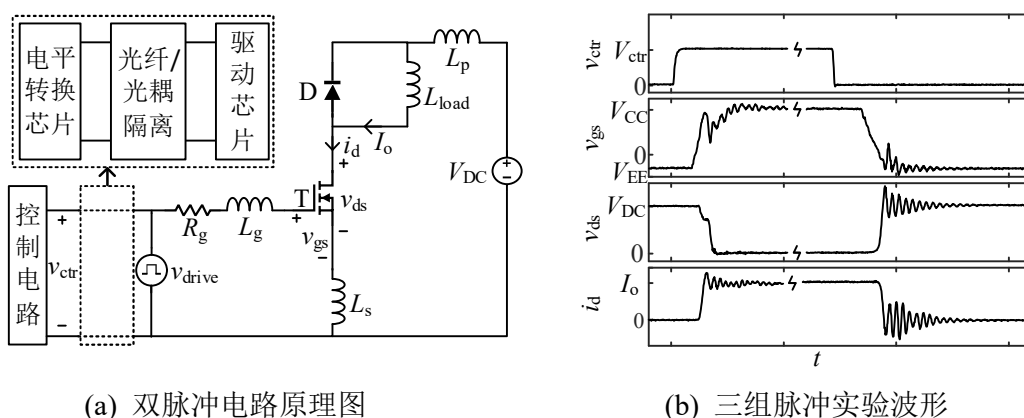 电平
转换
芯片
光纤/
光耦
隔离
驱
动
芯
片
L_p
D
L_load
i_d
I_o
V_DC
T
v_ds
控
制
电
路
v_ctr
R_g
L_g
v_gs
v_drive
L_s
(a) 双脉冲电路原理图
v_ctr
V_ctr
0
v_gs
V_CC
0
V_EE
v_ds
V_DC
0
i_d
I_o
0
t
(b) 三组脉冲实验波形